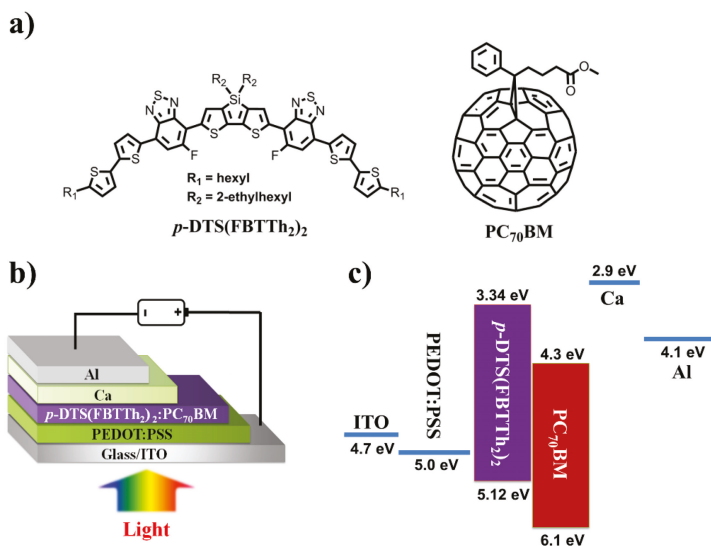 a)
R₂ R₂
Si
N S N
N S N
S S
F F
S S
S S
R₁ R₁
R₁ = hexyl
R₂ = 2-ethylhexyl
p-DTS(FBTTh₂)₂
O
O
PC₇₀BM
b)
- +
Al
Ca
p-DTS(FBTTh₂)₂:PC₇₀BM
PEDOT:PSS
Glass/ITO
Light
c)
2.9 eV
Ca
3.34 eV
4.1 eV
Al
4.3 eV
ITO
4.7 eV
PEDOT:PSS
5.0 eV
p-DTS(FBTTh₂)₂
5.12 eV
PC₇₀BM
6.1 eV